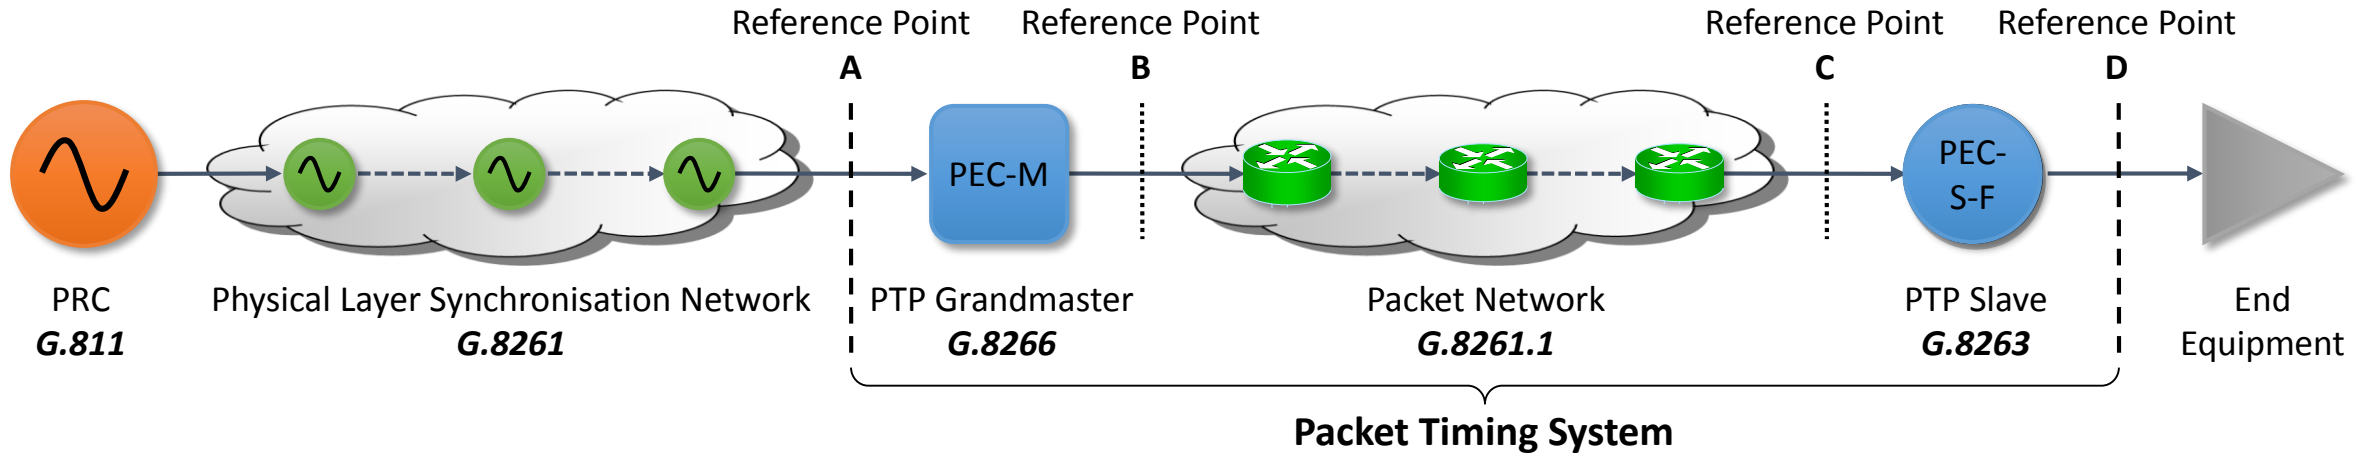 Reference Point
Reference Point
Reference Point
Reference Point
A
B
C
D
PEC-M
PEC-
S-F
PRC
G.811
Physical Layer Synchronisation Network
G.8261
PTP Grandmaster
G.8266
Packet Network
G.8261.1
PTP Slave
G.8263
End
Equipment
Packet Timing System